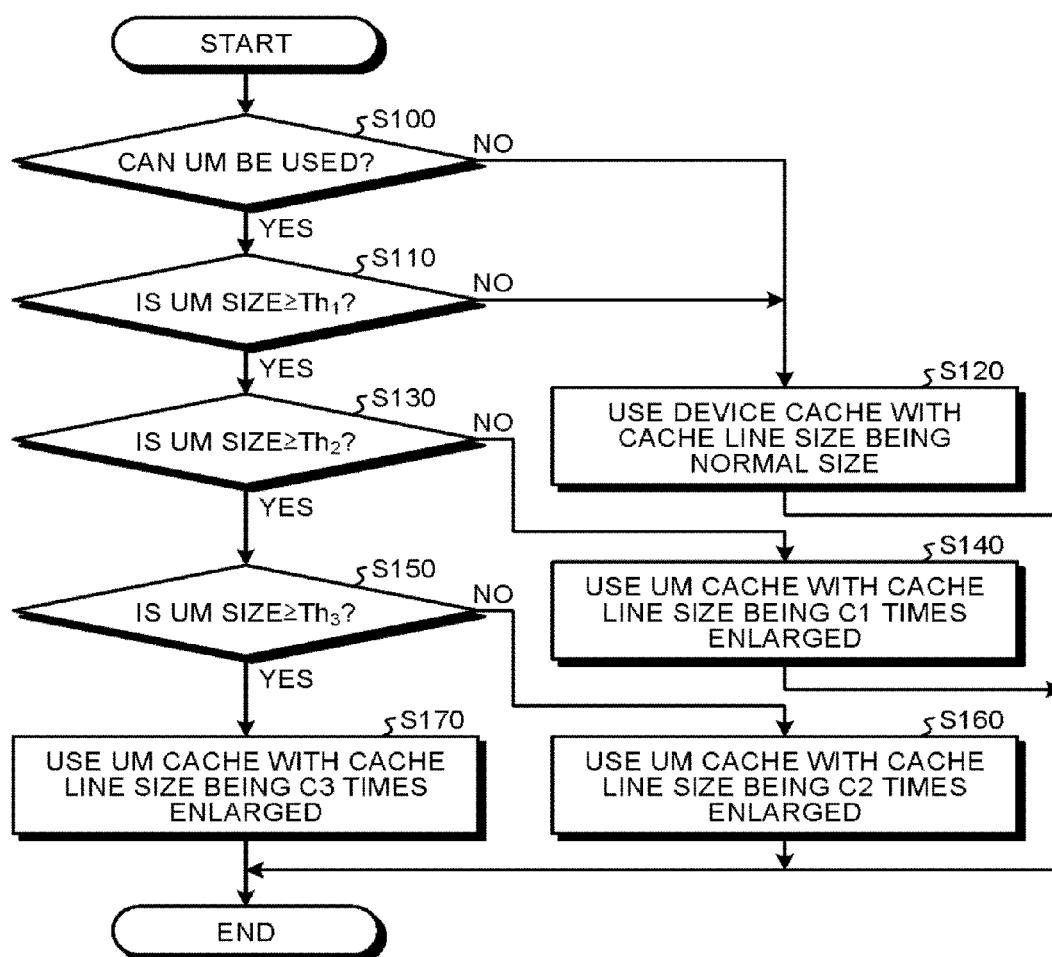 START
S100
CAN UM BE USED?
NO
YES
S110
IS UM SIZE≧Th₁?
NO
YES
S120
USE DEVICE CACHE WITH
CACHE LINE SIZE BEING
NORMAL SIZE
S130
IS UM SIZE≧Th₂?
NO
YES
S140
USE UM CACHE WITH CACHE
LINE SIZE BEING C1 TIMES
ENLARGED
S150
IS UM SIZE≧Th₃?
NO
YES
S160
USE UM CACHE WITH CACHE
LINE SIZE BEING C2 TIMES
ENLARGED
S170
USE UM CACHE WITH CACHE
LINE SIZE BEING C3 TIMES
ENLARGED
END